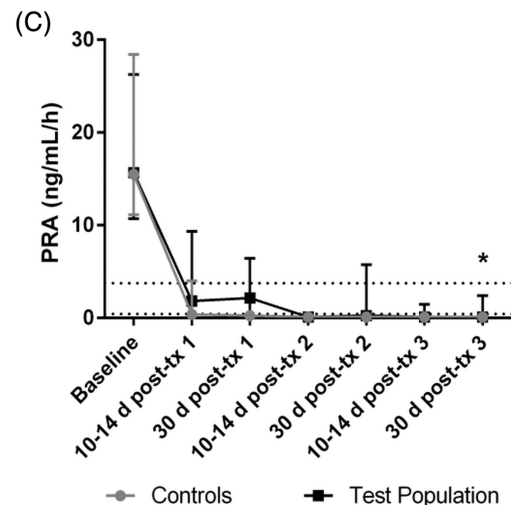 (C)
30
20
10
0
PRA (ng/mL/h)
*
Baseline
10-14 d post-tx 1
30 d post-tx 1
10-14 d post-tx 2
30 d post-tx 2
10-14 d post-tx 3
30 d post-tx 3
Controls
Test Population